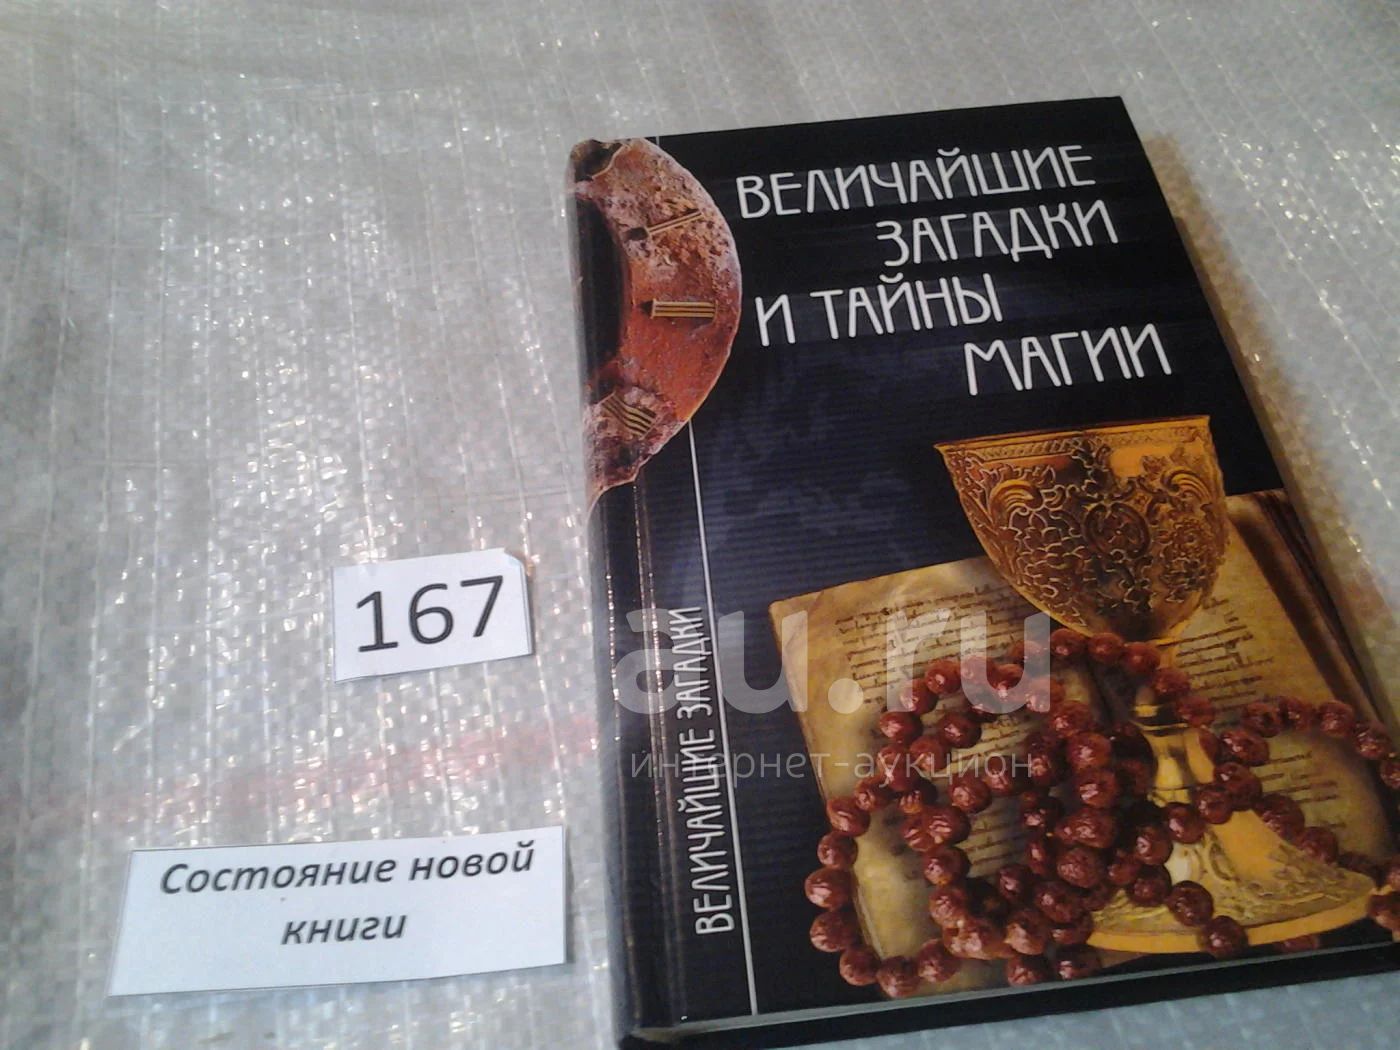 ВЕЛИЧАЙШИЕ
ЗАГАДКИ
И ТАЙНЫ
МАГИИ
ВЕЛИЧАЙШИЕ ЗАГАДКИ
167
Состояние новой
книги
au.ru
интернет-аукцион